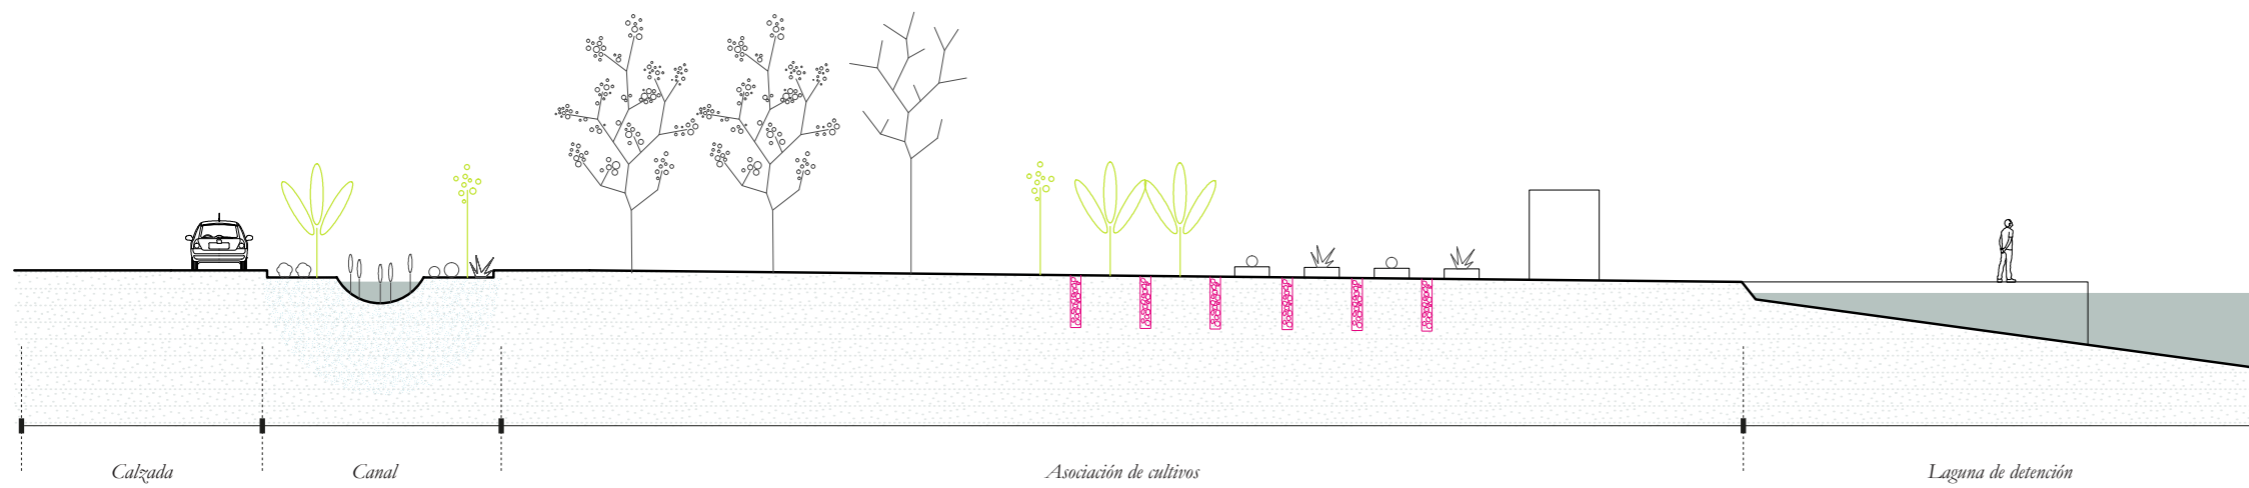 Calzada
Canal
Asociación de cultivos
Laguna de detención